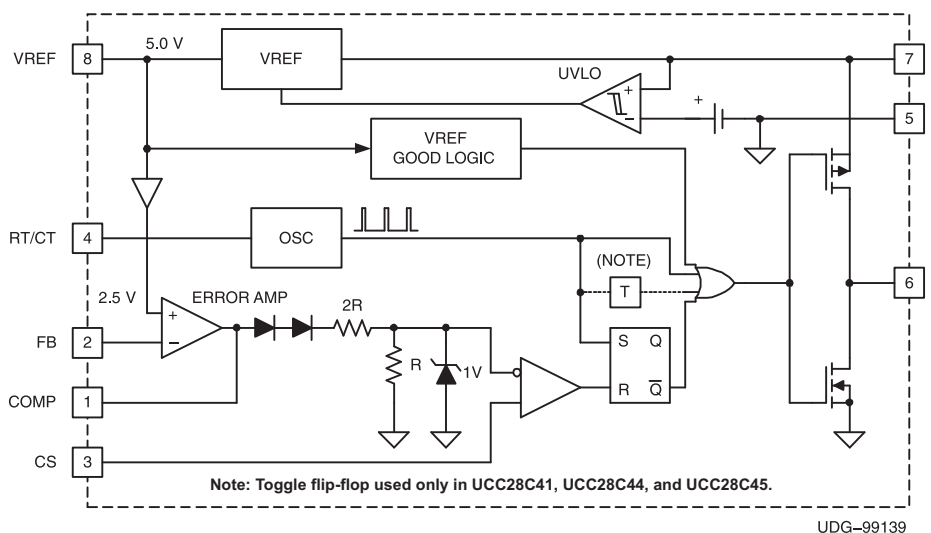 VREF 8 5.0 V VREF 7
UVLO
+
−
+
5
VREF
GOOD LOGIC
RT/CT 4 OSC
(NOTE)
T
6
2.5 V ERROR AMP
2R
+
−
FB 2
R
1V
S Q
R Q̅
COMP 1
CS 3
Note: Toggle flip-flop used only in UCC28C41, UCC28C44, and UCC28C45.
UDG–99139